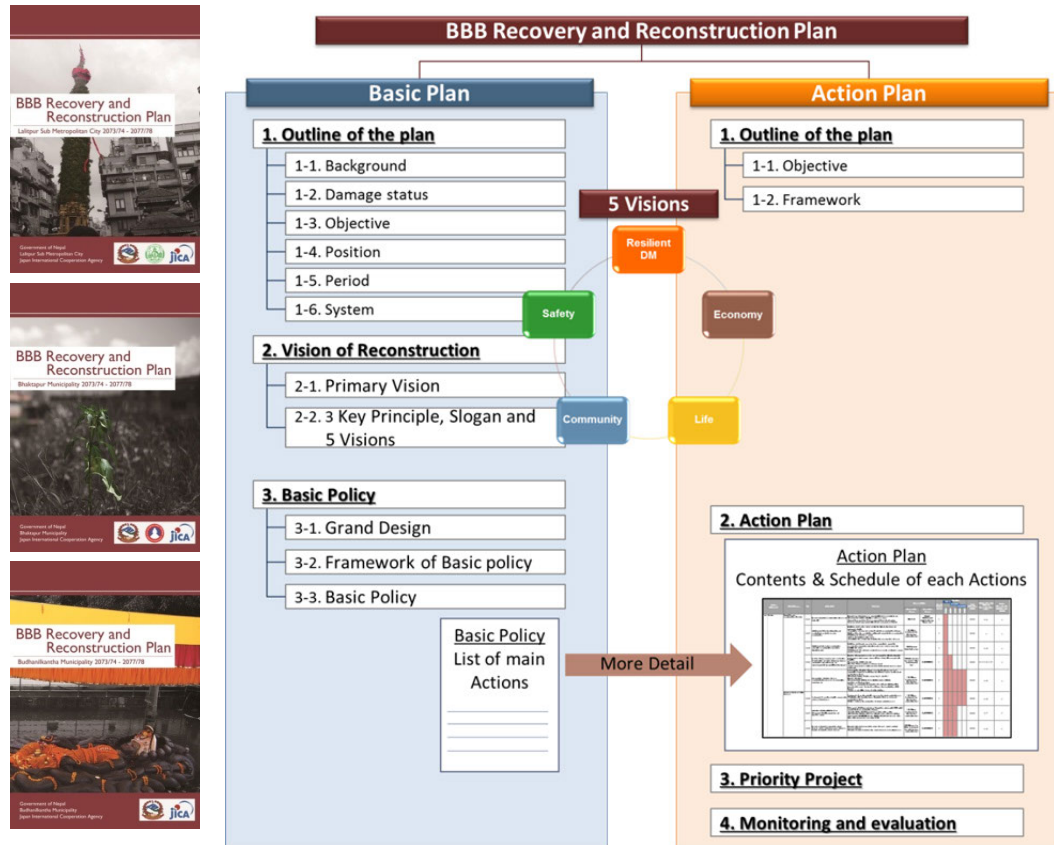 BBB Recovery and
Reconstruction Plan
Lalitpur Sub Metropolitan City 2073/74 - 2077/78
Government of Nepal
Lalitpur Sub Metropolitan City
Japan International Cooperation Agency
jICA
BBB Recovery and
Reconstruction Plan
Bhaktapur Municipality 2073/74 - 2077/78
Government of Nepal
Bhaktapur Municipality
Japan International Cooperation Agency
jICA
BBB Recovery and
Reconstruction Plan
Budhanilkantha Municipality 2073/74 - 2077/78
Government of Nepal
Budhanilkantha Municipality
Japan International Cooperation Agency
jICA
BBB Recovery and Reconstruction Plan
Basic Plan
1. Outline of the plan
1-1. Background
1-2. Damage status
1-3. Objective
1-4. Position
1-5. Period
1-6. System
2. Vision of Reconstruction
2-1. Primary Vision
2-2. 3 Key Principle, Slogan and
5 Visions
3. Basic Policy
3-1. Grand Design
3-2. Framework of Basic policy
3-3. Basic Policy
Basic Policy
List of main
Actions
5 Visions
Resilient
DM
Safety
Economy
Community
Life
More Detail
Action Plan
1. Outline of the plan
1-1. Objective
1-2. Framework
2. Action Plan
Action Plan
Contents & Schedule of each Actions
3. Priority Project
4. Monitoring and evaluation